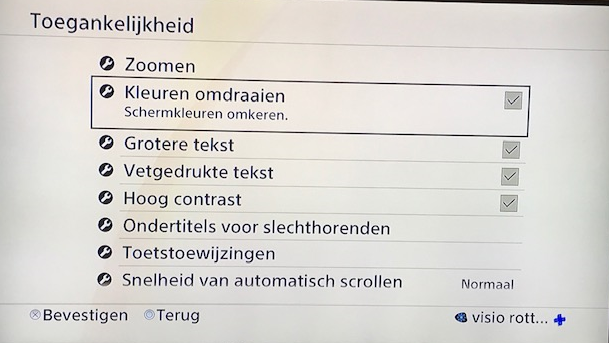 Toegankelijkheid
Zoomen
Kleuren omdraaien
Schermkleuren omkeren.
Grotere tekst
Vetgedrukte tekst
Hoog contrast
Ondertitels voor slechthorenden
Toetstoewijzingen
Snelheid van automatisch scrollen Normaal
Bevestigen Terug visio rott...